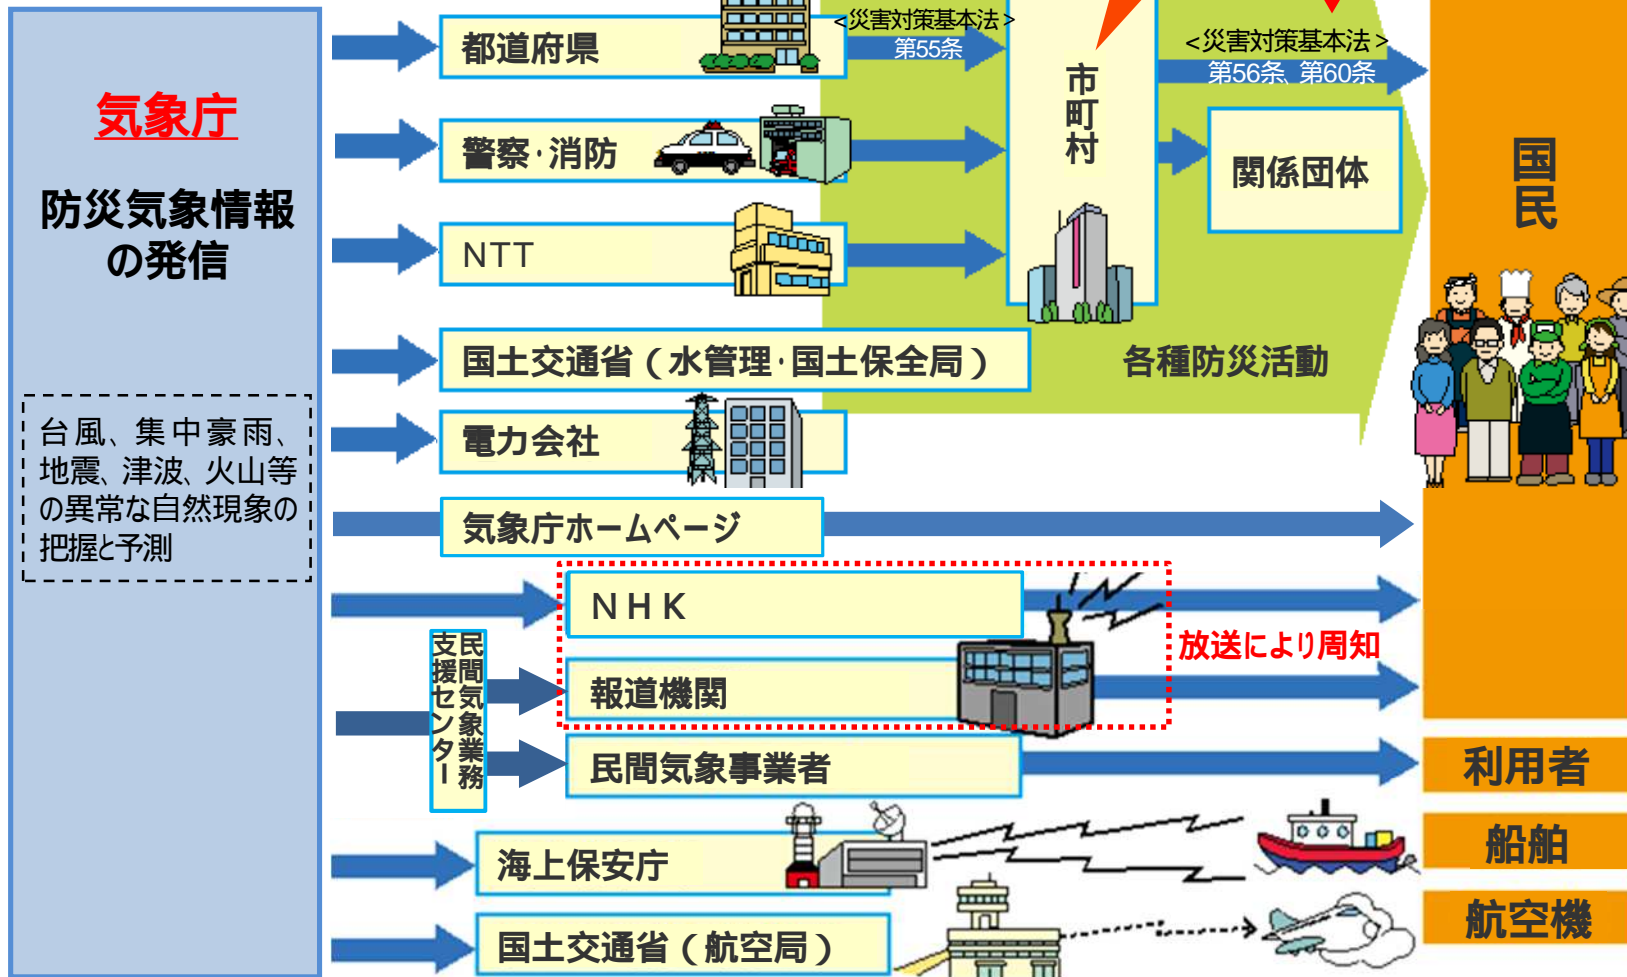 気象庁
防災気象情報
の発信
台風、集中豪雨、
地震、津波、火山等
の異常な自然現象の
把握と予測
都道府県
<災害対策基本法>
第55条
警察・消防
NTT
市町村
<災害対策基本法>
第56条、第60条
関係団体
国土交通省（水管理・国土保全局）
各種防災活動
電力会社
気象庁ホームページ
NHK
民間気象業務
支援センター
報道機関
放送により周知
民間気象事業者
海上保安庁
国土交通省（航空局）
国民
利用者
船舶
航空機